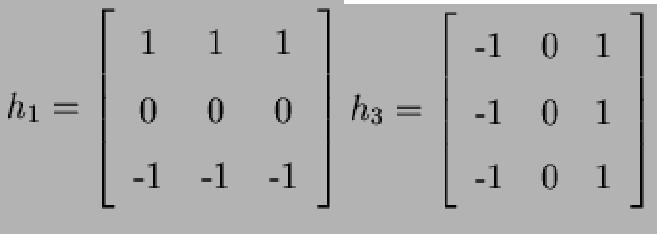 1 1 1 -1 0 1
h₁ = 0 0 0 h₃ = -1 0 1
-1 -1 -1 -1 0 1